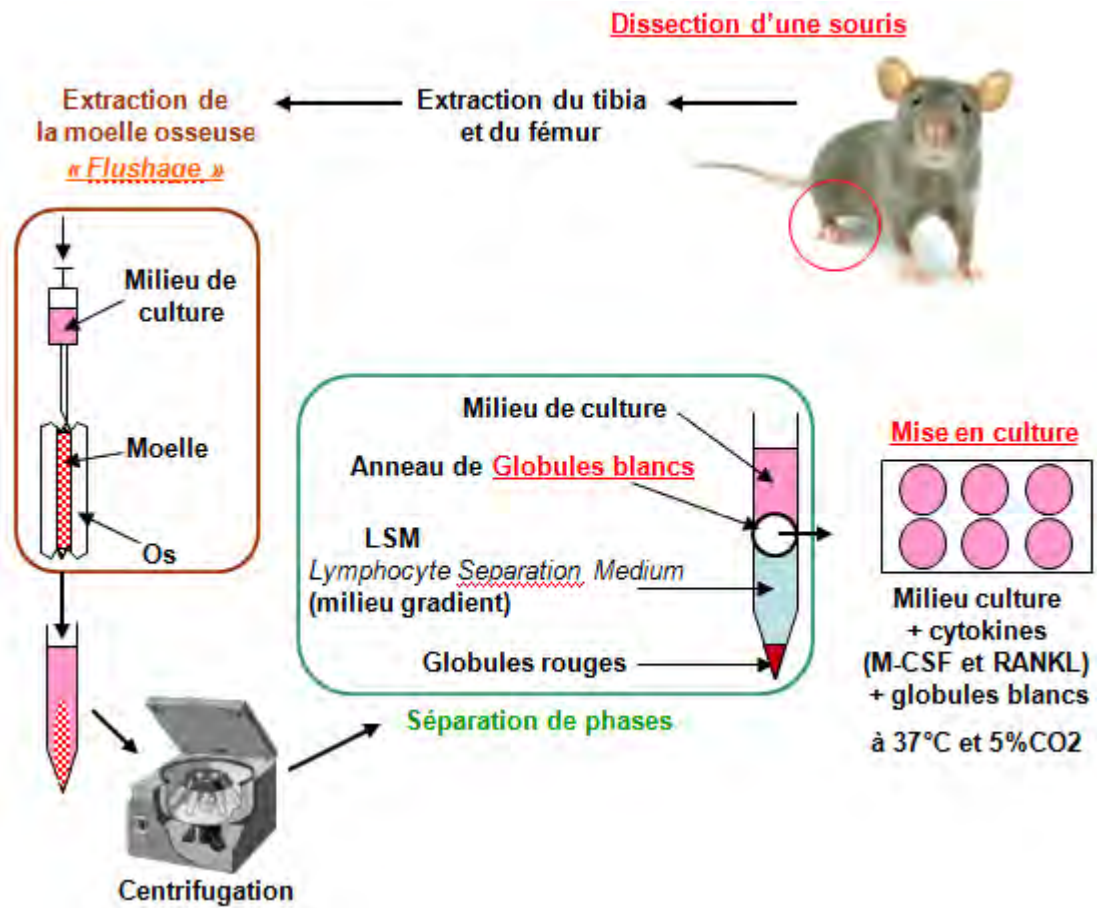 Dissection d'une souris
Extraction de
la moelle osseuse
« Flushage »
Extraction du tibia
et du fémur
Milieu de
culture
Moelle
Os
Centrifugation
Milieu de culture
Anneau de Globules blancs
LSM
Lymphocyte Separation Medium
(milieu gradient)
Globules rouges
Séparation de phases
Mise en culture
Milieu culture
+ cytokines
(M-CSF et RANKL)
+ globules blancs
à 37°C et 5%CO2